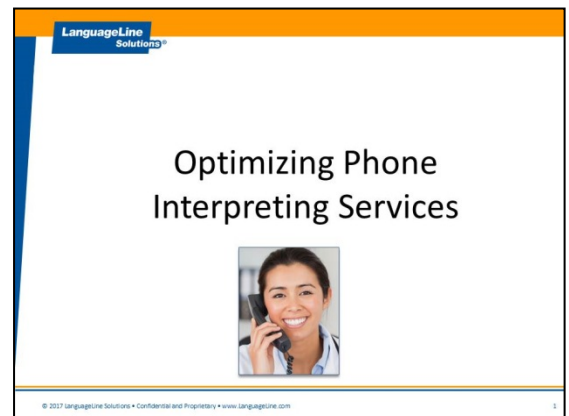 LanguageLine
Solutions®
Optimizing Phone
Interpreting Services
© 2017 LanguageLine Solutions • Confidential and Proprietary • www.LanguageLine.com 1